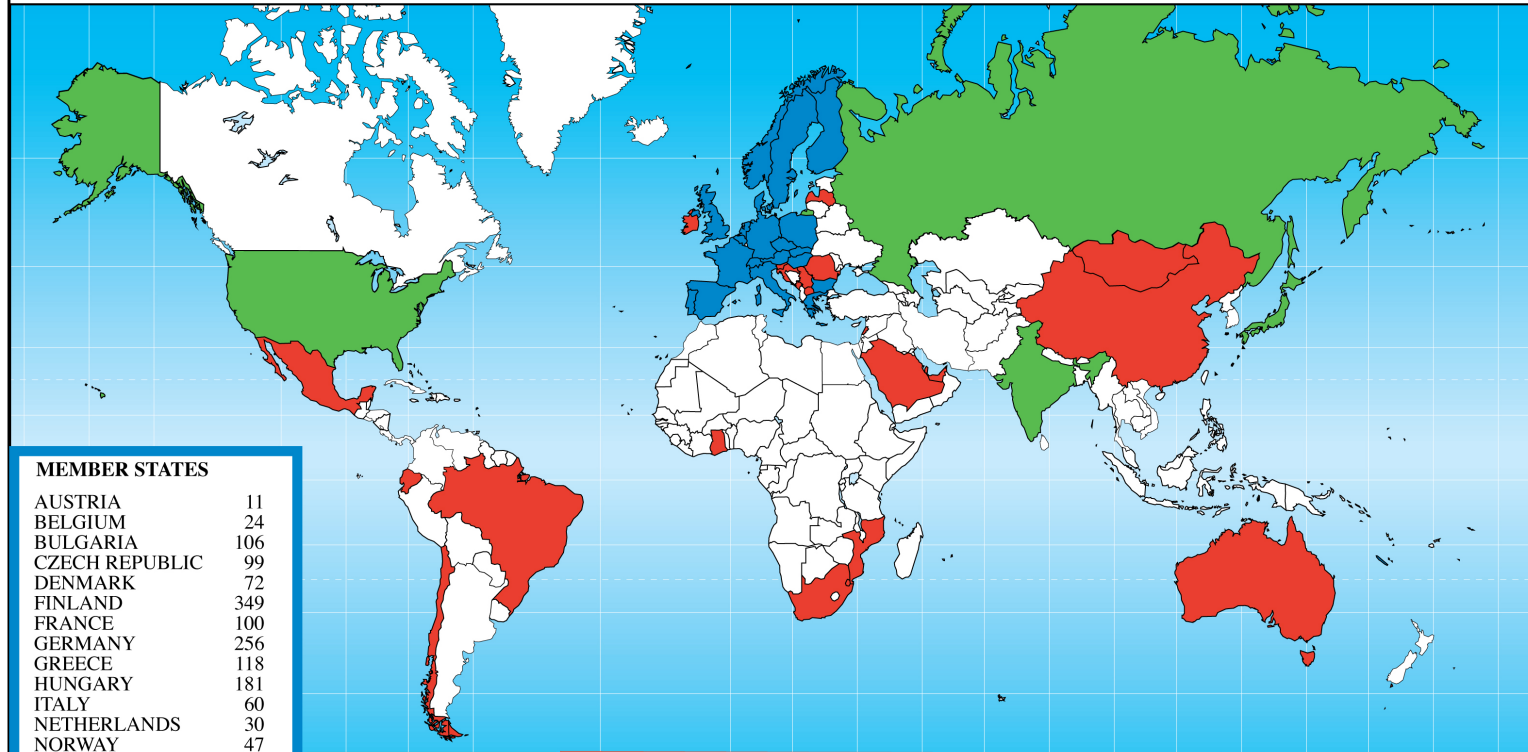 MEMBER STATES
AUSTRIA 11
BELGIUM 24
BULGARIA 106
CZECH REPUBLIC 99
DENMARK 72
FINLAND 349
FRANCE 100
GERMANY 256
GREECE 118
HUNGARY 181
ITALY 60
NETHERLANDS 30
NORWAY 47